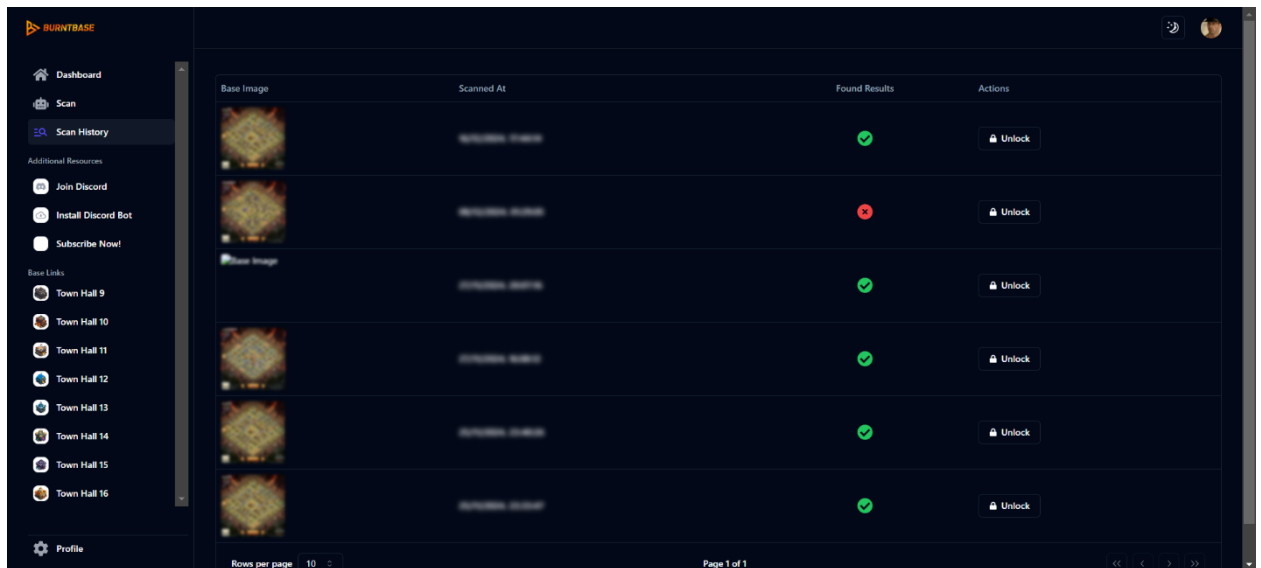 BURNTBASE
Dashboard
Scan
Scan History
Additional Resources
Join Discord
Install Discord Bot
Subscribe Now!
Base Links
Town Hall 9
Town Hall 10
Town Hall 11
Town Hall 12
Town Hall 13
Town Hall 14
Town Hall 15
Town Hall 16
Profile
Base Image Scanned At Found Results Actions
Unlock
Unlock
Base Image
Unlock
Unlock
Unlock
Unlock
Rows per page 10 Page 1 of 1